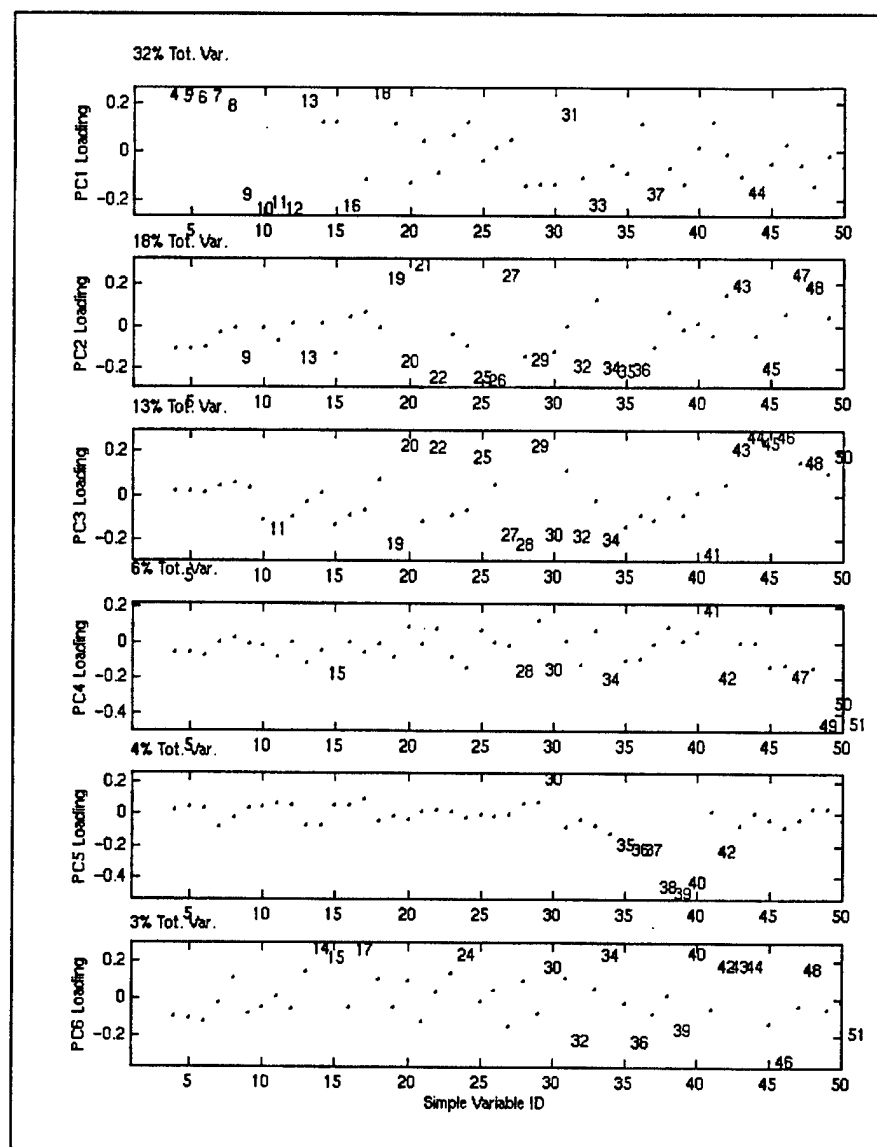 32% Tot. Var.
4 5 6 7 8 13 18 31
0.2
PC1 Loading
0
9 10 11 12 16 33 37 44
-0.2
5 10 15 20 25 30 35 40 45 50
18% Tot. Var.
19 21 27 43 47 48
0.2
PC2 Loading
0
9 13 20 22 25 26 29 32 34 35 36 45
-0.2
5 10 15 20 25 30 35 40 45 50
13% Tot. Var.
20 22 25 29 43 44 45 46 48 50
0.2
PC3 Loading
0
11 19 27 28 30 32 34 41
-0.2
5 10 15 20 25 30 35 40 45 50
6% Tot. Var.
0.2 41
PC4 Loading
0
-0.2 15 28 30 34 42 47
-0.4 49 50 51
5 10 15 20 25 30 35 40 45 50
4% Tot. Var.
0.2 30
PC5 Loading
0
-0.2 35 36 37 42
-0.4 38 39 40
5 10 15 20 25 30 35 40 45 50
3% Tot. Var.
14 15 17 24 30 34 40 42 43 44 48
0.2
PC6 Loading
0
-0.2 32 36 39 46 51
5 10 15 20 25 30 35 40 45 50
Simple Variable ID